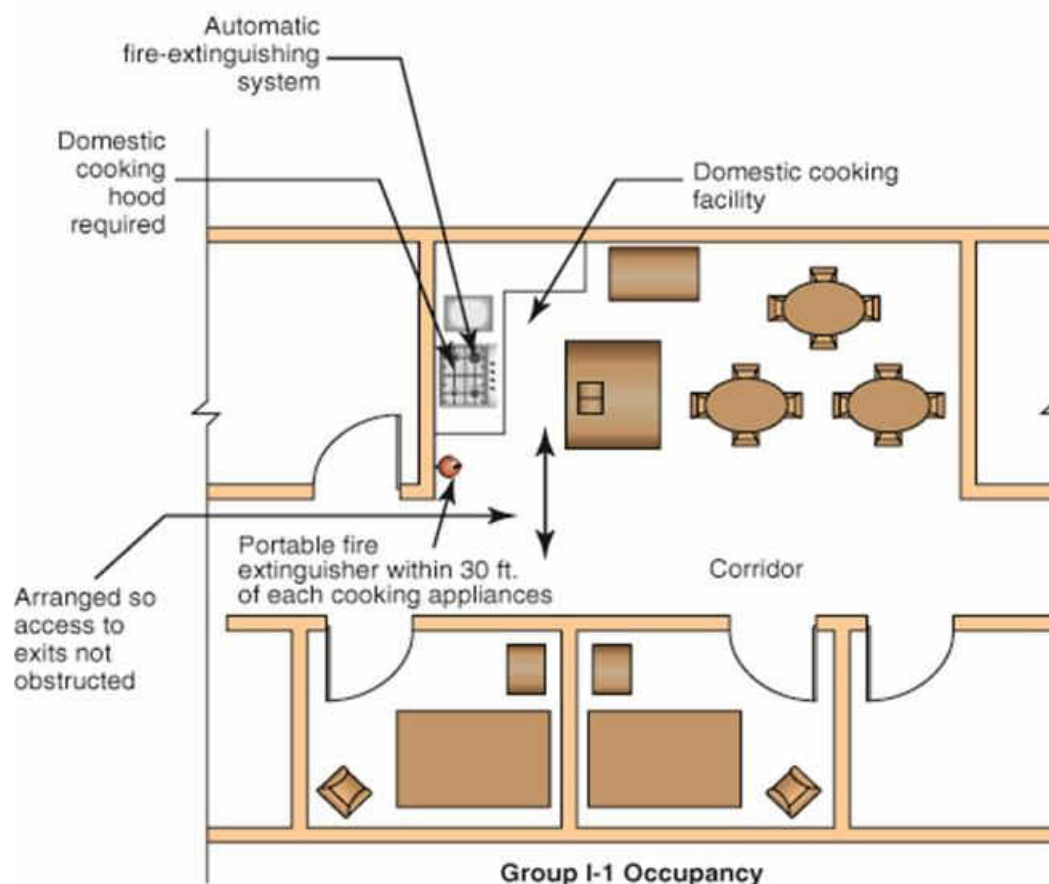 Automatic
fire-extinguishing
system
Domestic
cooking
hood
required
Domestic cooking
facility
Portable fire
extinguisher within 30 ft.
of each cooking appliances
Corridor
Arranged so
access to
exits not
obstructed
Group I-1 Occupancy